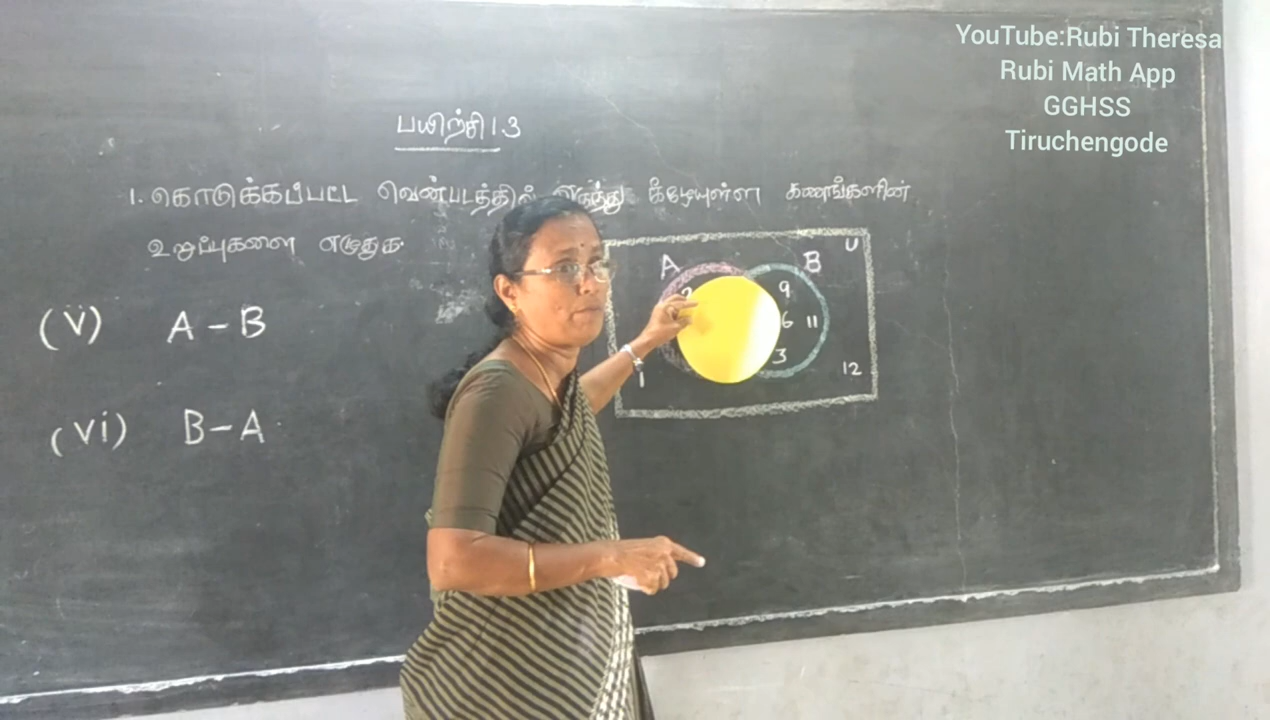 YouTube:Rubi Theresa
Rubi Math App
GGHSS
Tiruchengode
பயிற்சி 1.3
1. கொடுக்கப்பட்ட வென்படத்தில் கீழேயுள்ள கணங்களின்
உறுப்புகளை எழுதுக.
(v) A – B
(vi) B – A
U
A B
2 9
6 11
3
1 12